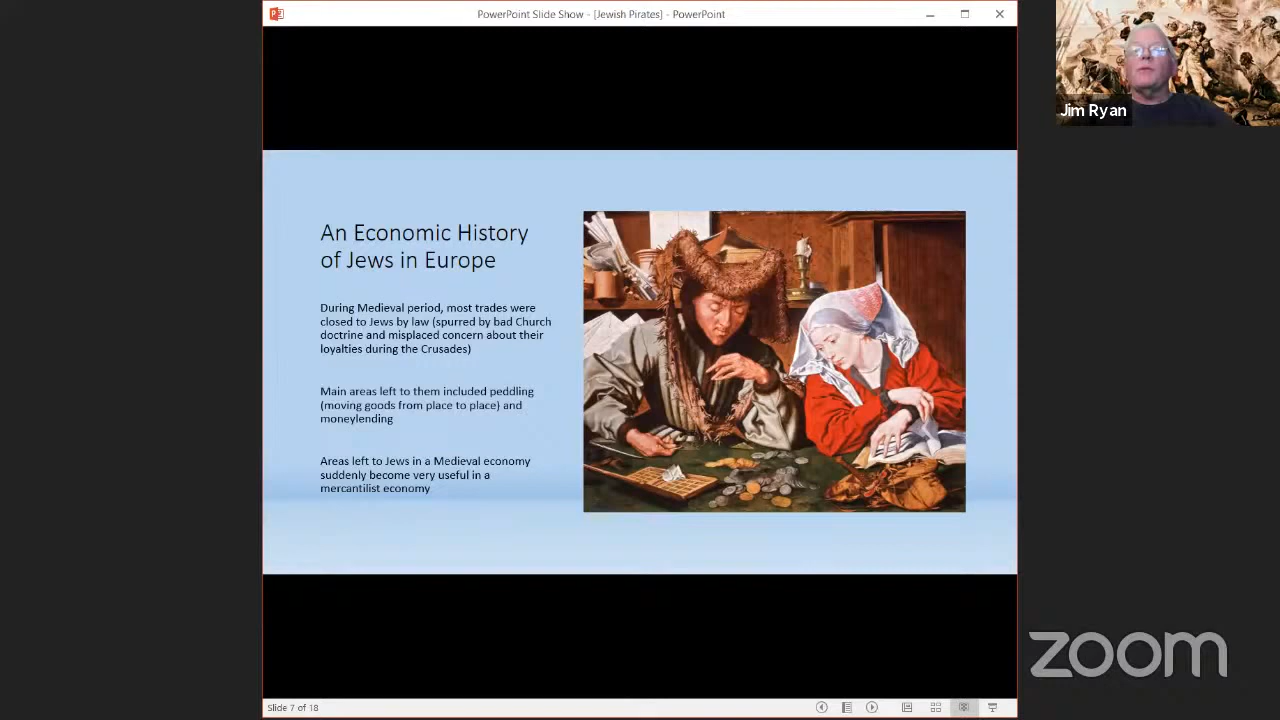 PowerPoint Slide Show - [Jewish Pirates] - PowerPoint
Jim Ryan
An Economic History
of Jews in Europe
During Medieval period, most trades were
closed to Jews by law (spurred by bad Church
doctrine and misplaced concern about their
loyalties during the Crusades)
Main areas left to them included peddling
(moving goods from place to place) and
moneylending
Areas left to Jews in a Medieval economy
suddenly become very useful in a
mercantilist economy
zoom
Slide 7 of 18